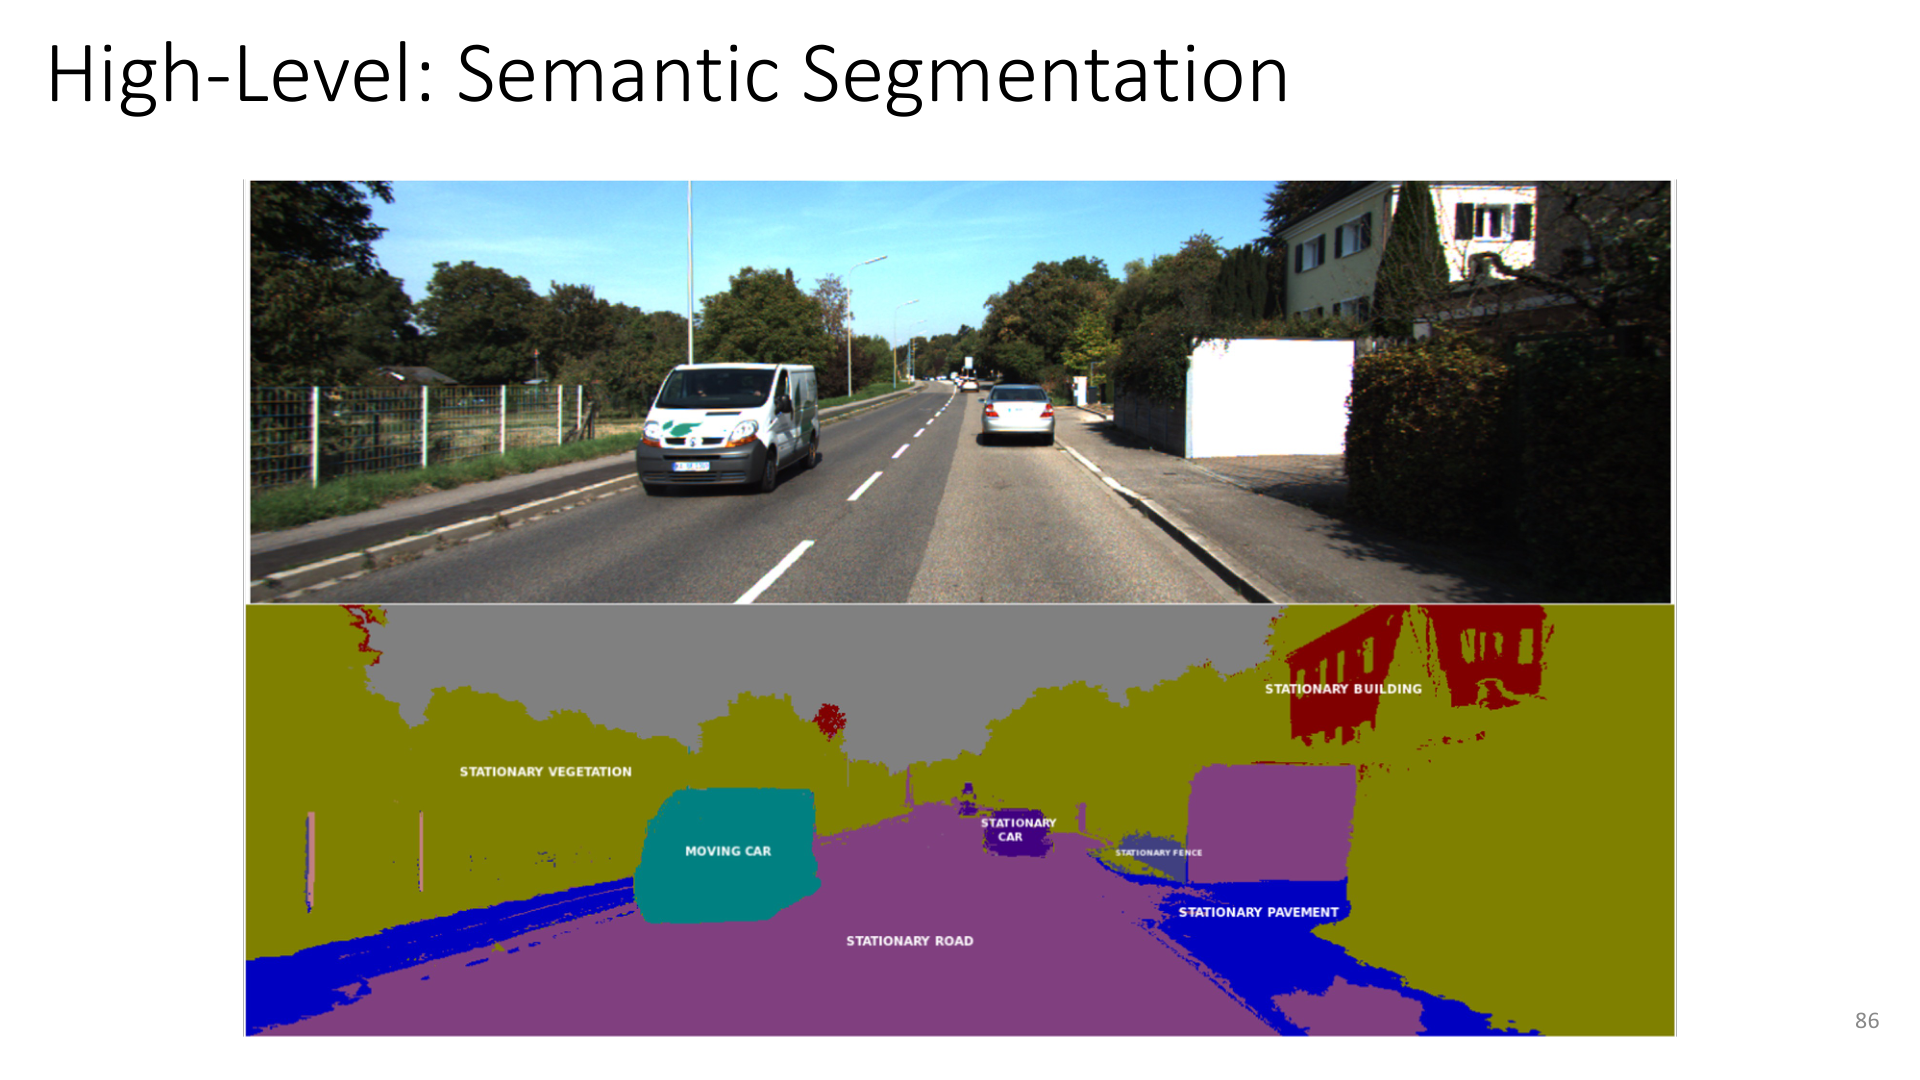 High-Level: Semantic Segmentation
STATIONARY BUILDING
STATIONARY VEGETATION
STATIONARY
CAR
MOVING CAR
STATIONARY FENCE
STATIONARY PAVEMENT
STATIONARY ROAD
86